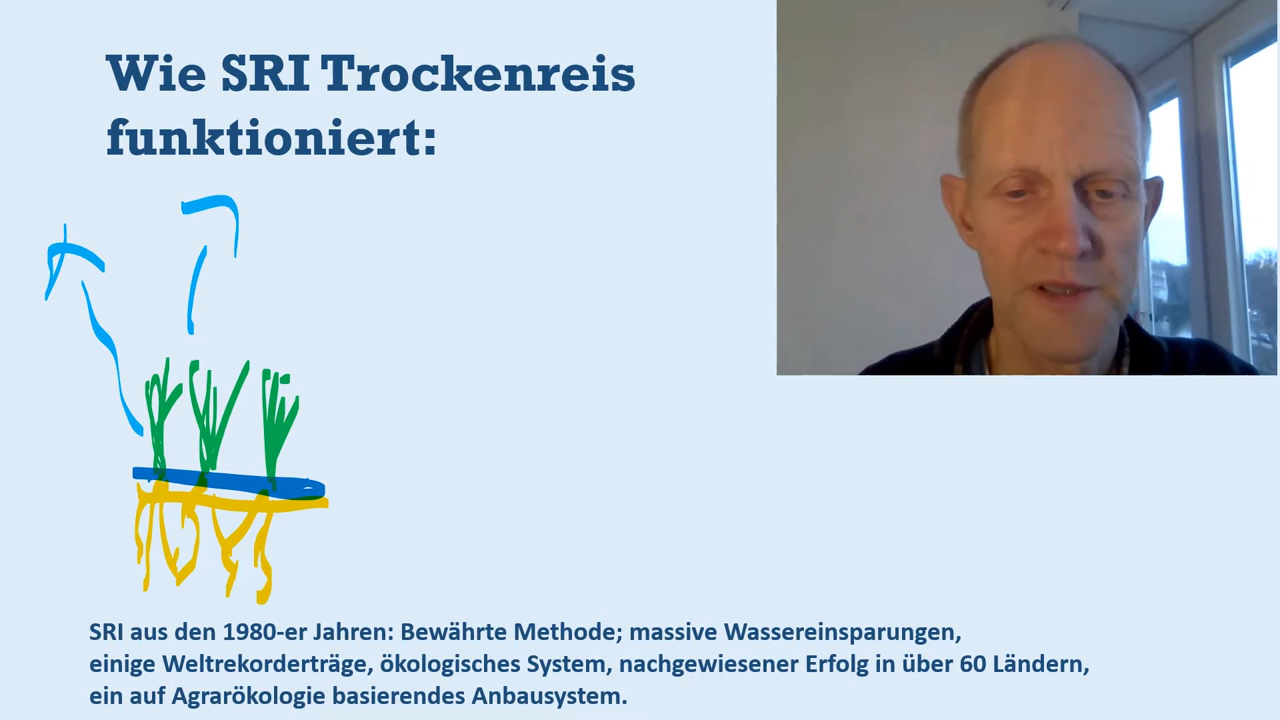 Wie SRI Trockenreis
funktioniert:
SRI aus den 1980-er Jahren: Bewährte Methode; massive Wassereinsparungen,
einige Weltrekorderträge, ökologisches System, nachgewiesener Erfolg in über 60 Ländern,
ein auf Agrarökologie basierendes Anbausystem.